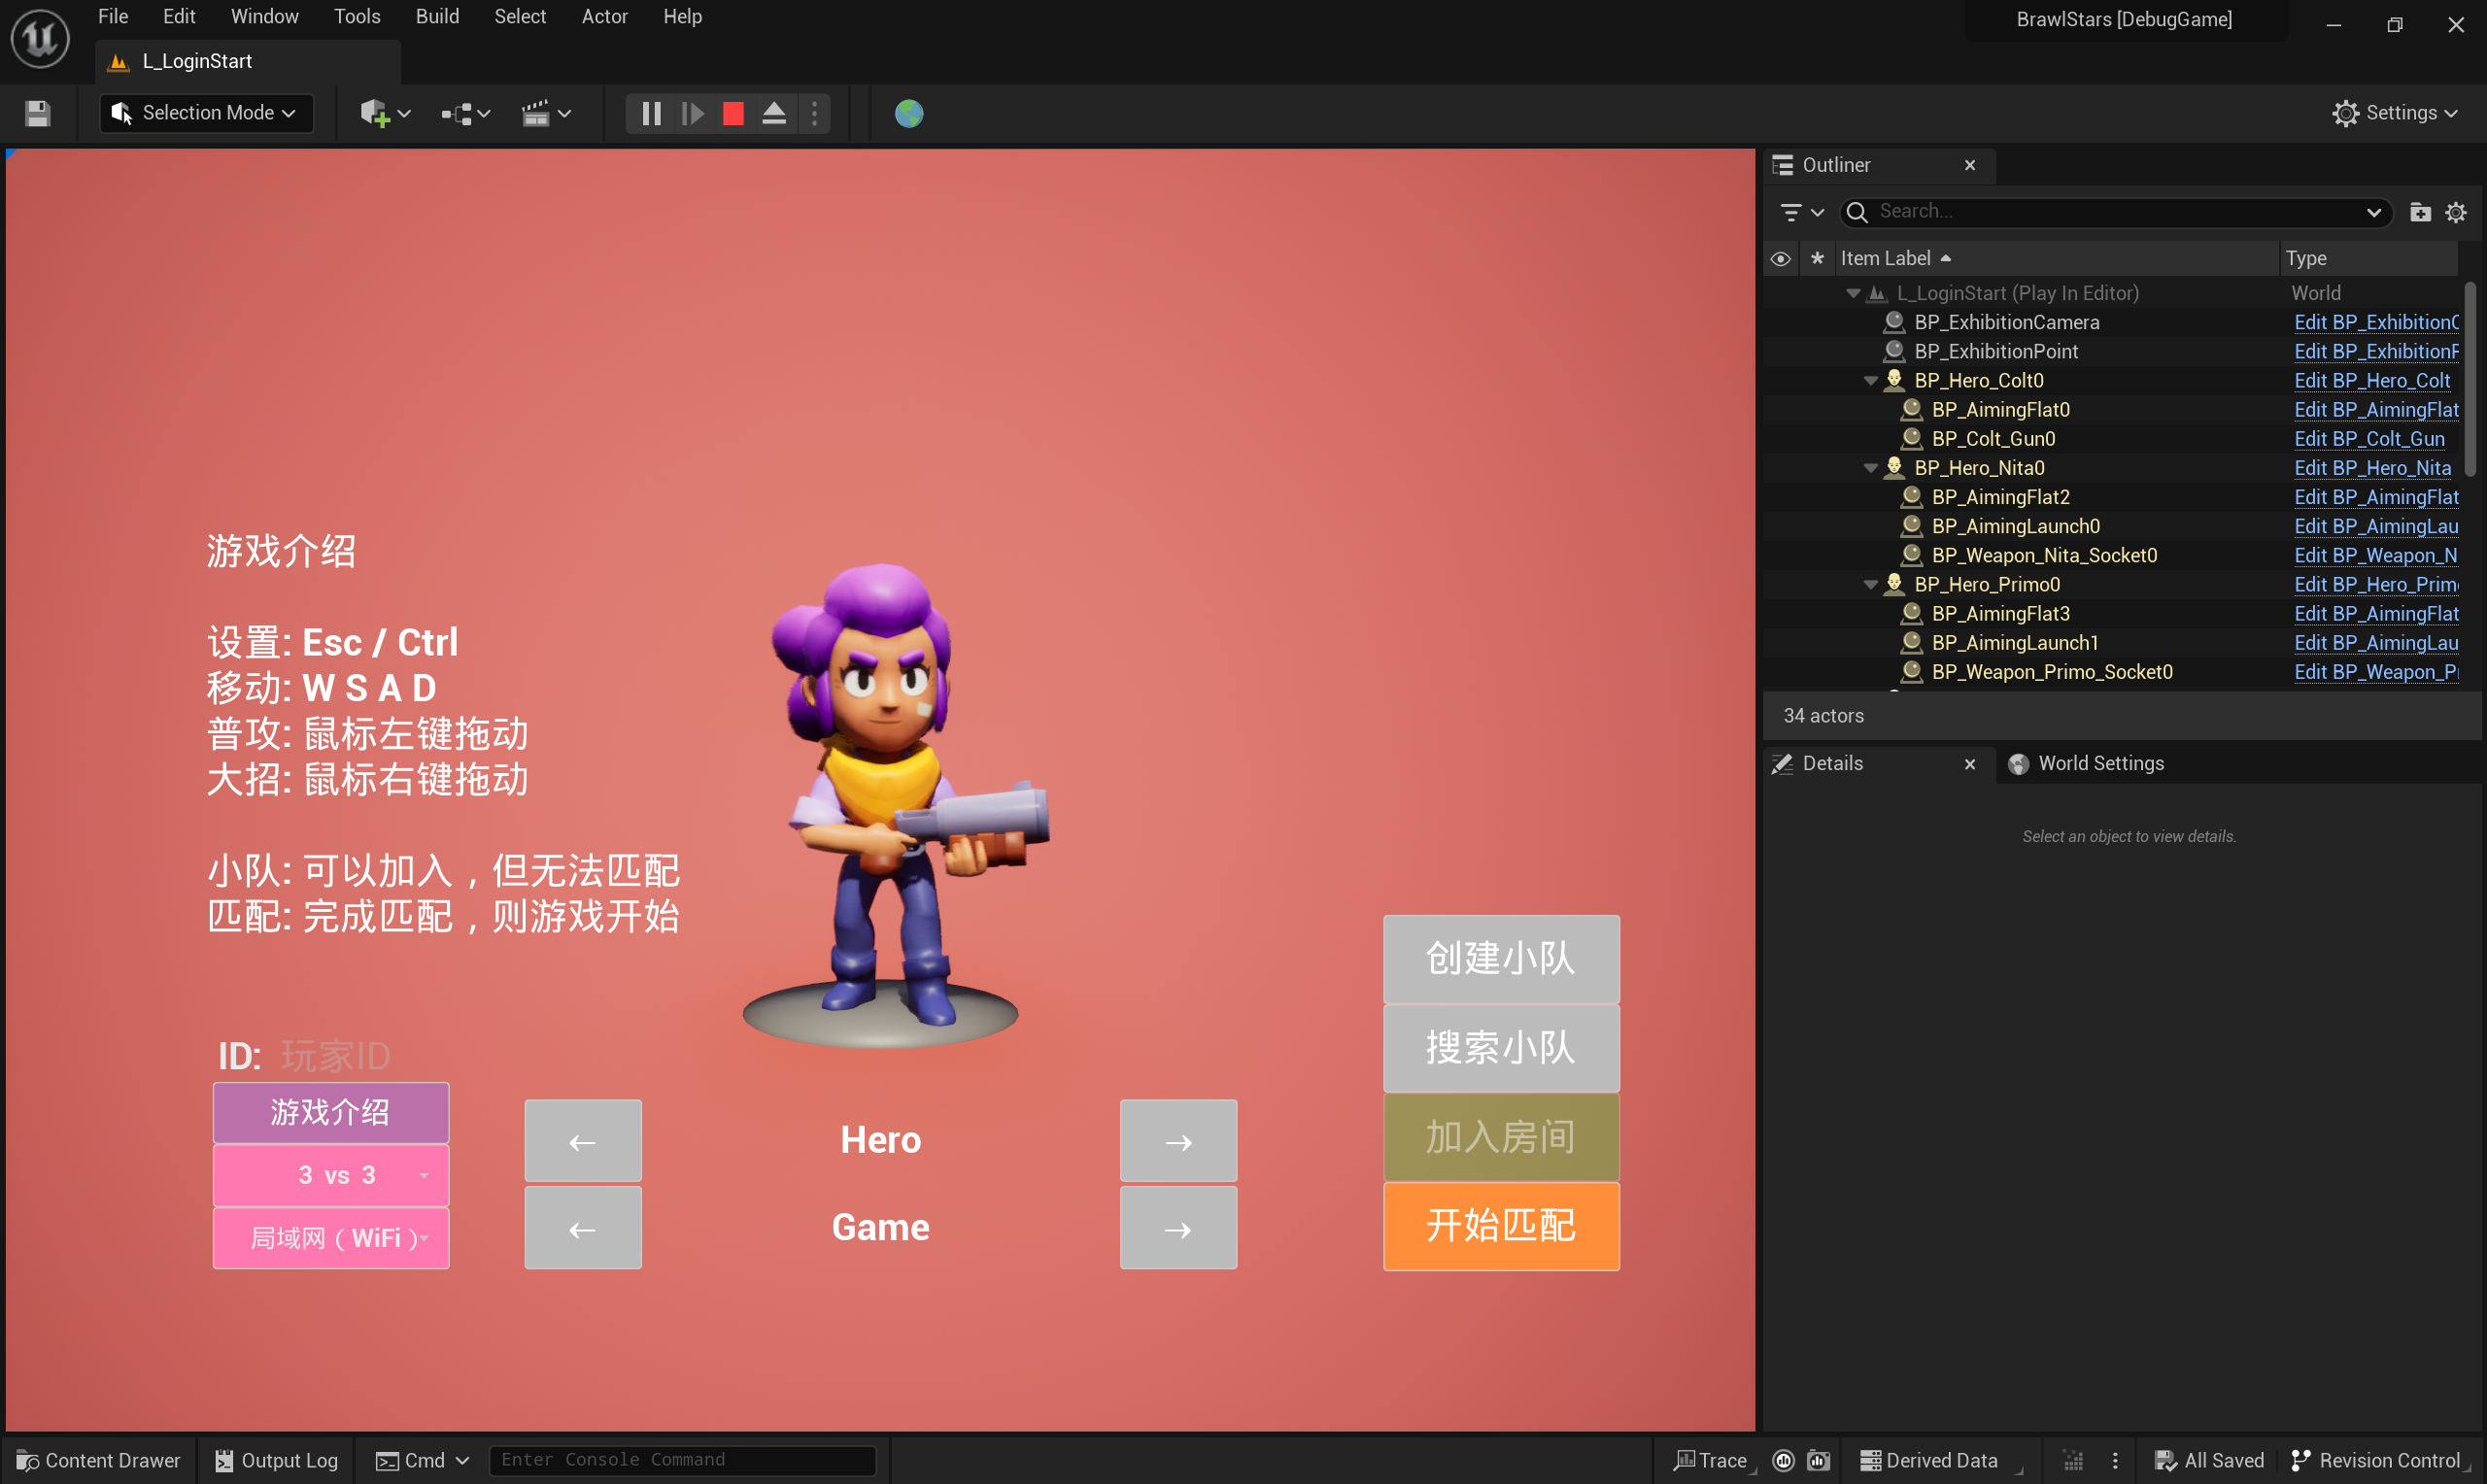 File Edit Window Tools Build Select Actor Help
BrawlStars [DebugGame]
L_LoginStart
Selection Mode
Settings
游戏介绍
设置: Esc / Ctrl
移动: W S A D
普攻: 鼠标左键拖动
大招: 鼠标右键拖动
小队: 可以加入，但无法匹配
匹配: 完成匹配，则游戏开始
ID: 玩家ID
游戏介绍
3 vs 3
局域网（WiFi）
← Hero →
← Game →
创建小队
搜索小队
加入房间
开始匹配
Outliner
Search...
Item Label Type
L_LoginStart (Play In Editor) World
BP_ExhibitionCamera Edit BP_ExhibitionC
BP_ExhibitionPoint Edit BP_ExhibitionP
BP_Hero_Colt0 Edit BP_Hero_Colt
BP_AimingFlat0 Edit BP_AimingFlat
BP_Colt_Gun0 Edit BP_Colt_Gun
BP_Hero_Nita0 Edit BP_Hero_Nita
BP_AimingFlat2 Edit BP_AimingFlat
BP_AimingLaunch0 Edit BP_AimingLau
BP_Weapon_Nita_Socket0 Edit BP_Weapon_N
BP_Hero_Primo0 Edit BP_Hero_Prim
BP_AimingFlat3 Edit BP_AimingFlat
BP_AimingLaunch1 Edit BP_AimingLau
BP_Weapon_Primo_Socket0 Edit BP_Weapon_P
34 actors
Details World Settings
Select an object to view details.
Content Drawer Output Log Cmd Enter Console Command Trace Derived Data All Saved Revision Control